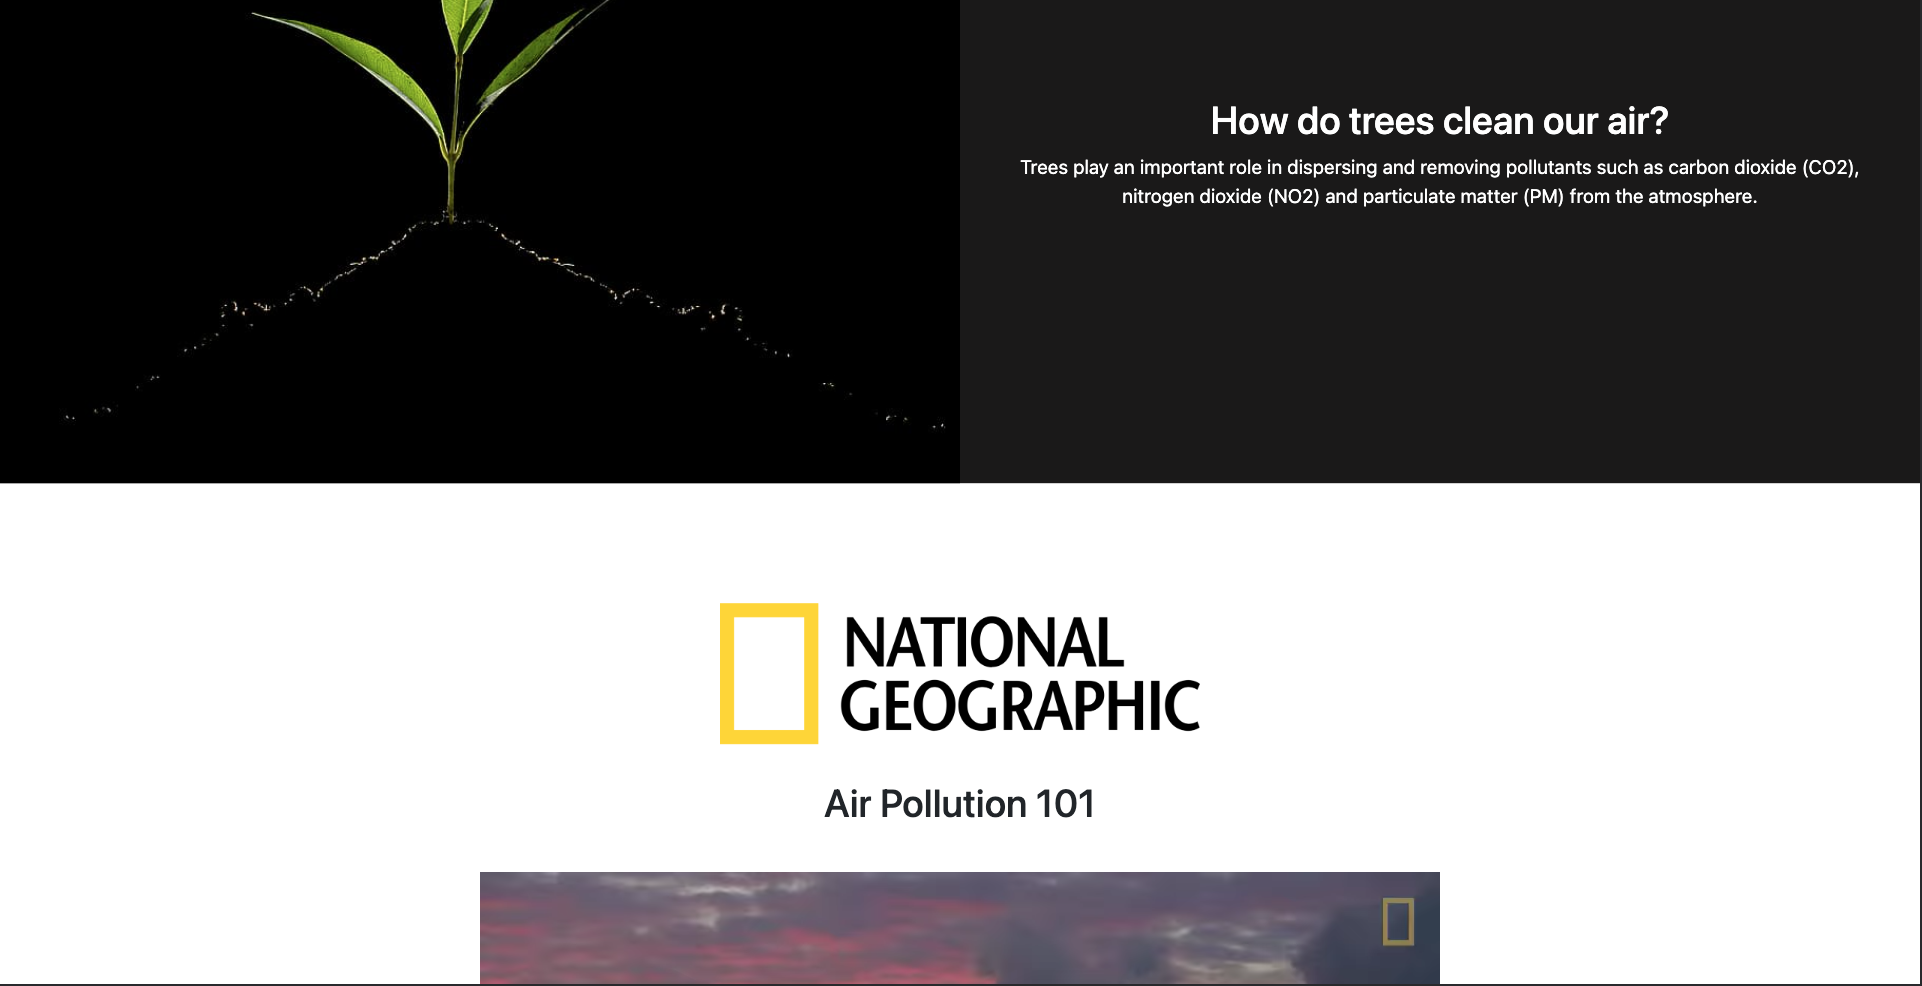 How do trees clean our air?
Trees play an important role in dispersing and removing pollutants such as carbon dioxide (CO2),
nitrogen dioxide (NO2) and particulate matter (PM) from the atmosphere.
NATIONAL
GEOGRAPHIC
Air Pollution 101